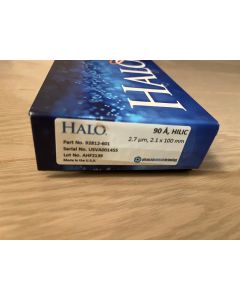 HALO
HALO®
90 Å, HILIC
2.7 µm, 2.1 x 100 mm
Part No. 92812-601
Serial No. USVA001455
Lot No. AHF2139
Made in the U.S.A.